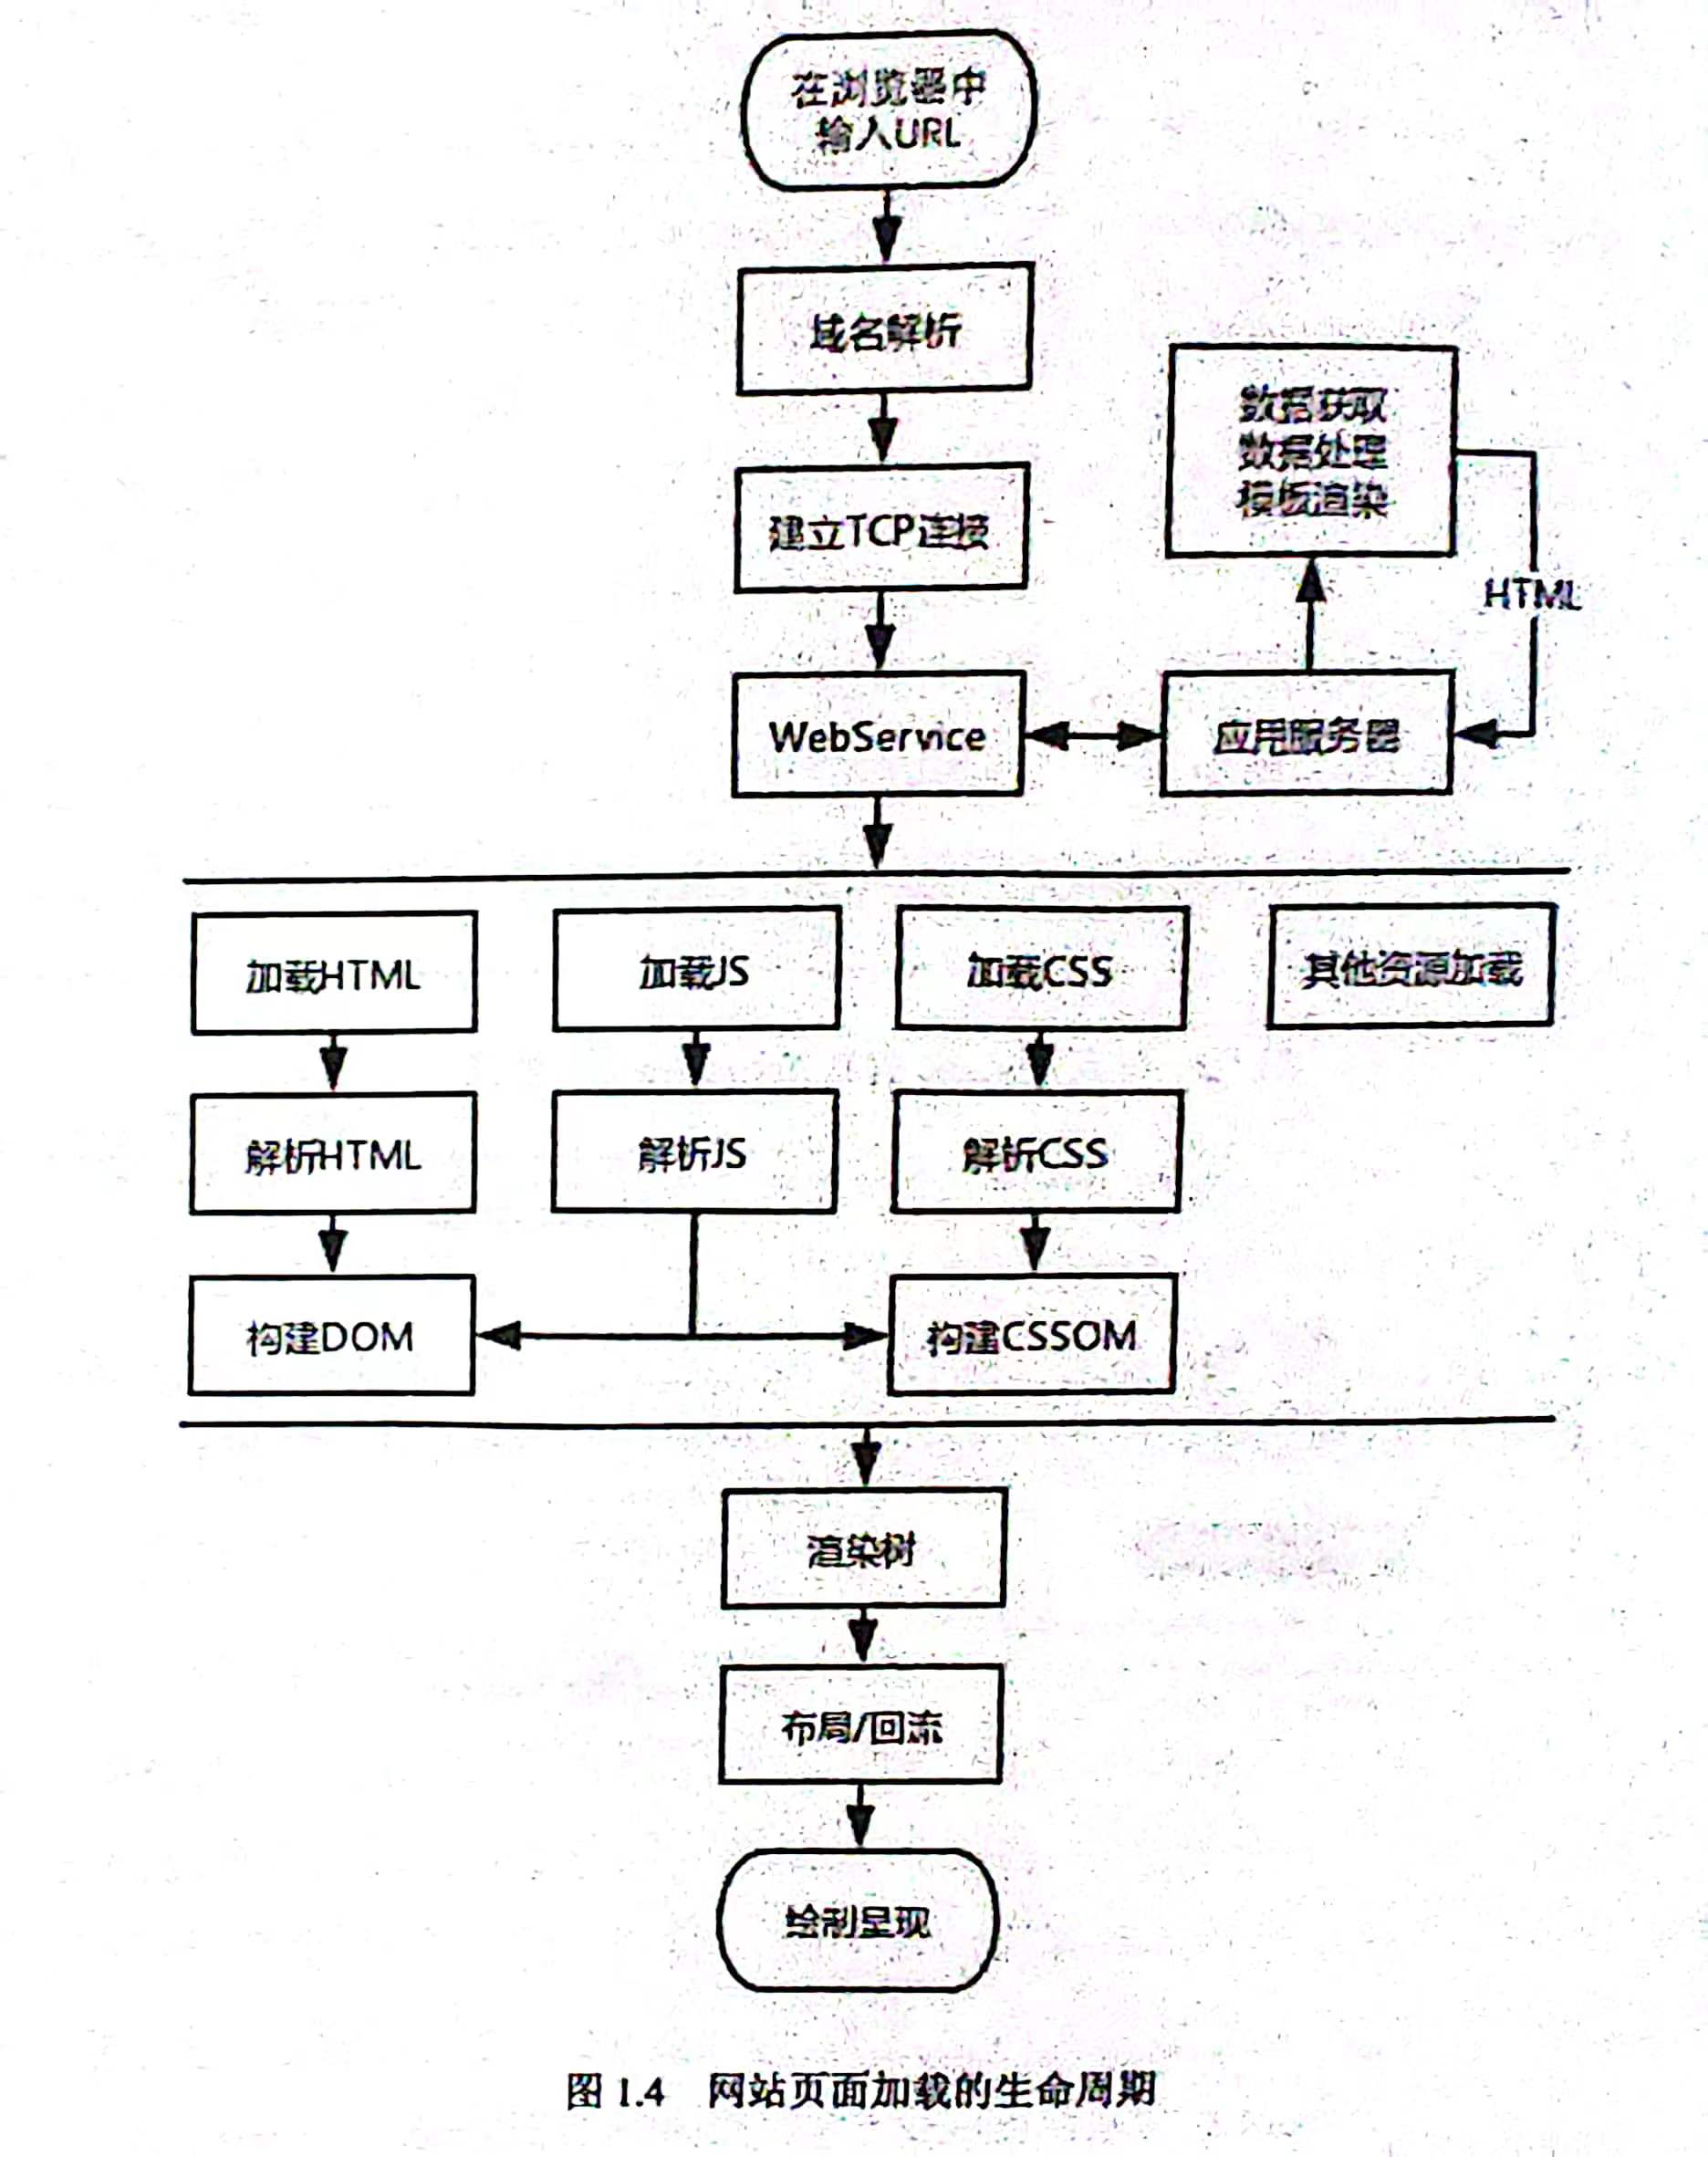 在浏览器中
输入URL
域名解析
建立TCP连接
数据获取
数据处理
模板渲染
HTML
WebService
应用服务器
加载HTML
加载JS
加载CSS
其他资源加载
解析HTML
解析JS
解析CSS
构建DOM
构建CSSOM
渲染树
布局/回流
绘制呈现
图 1.4 网站页面加载的生命周期